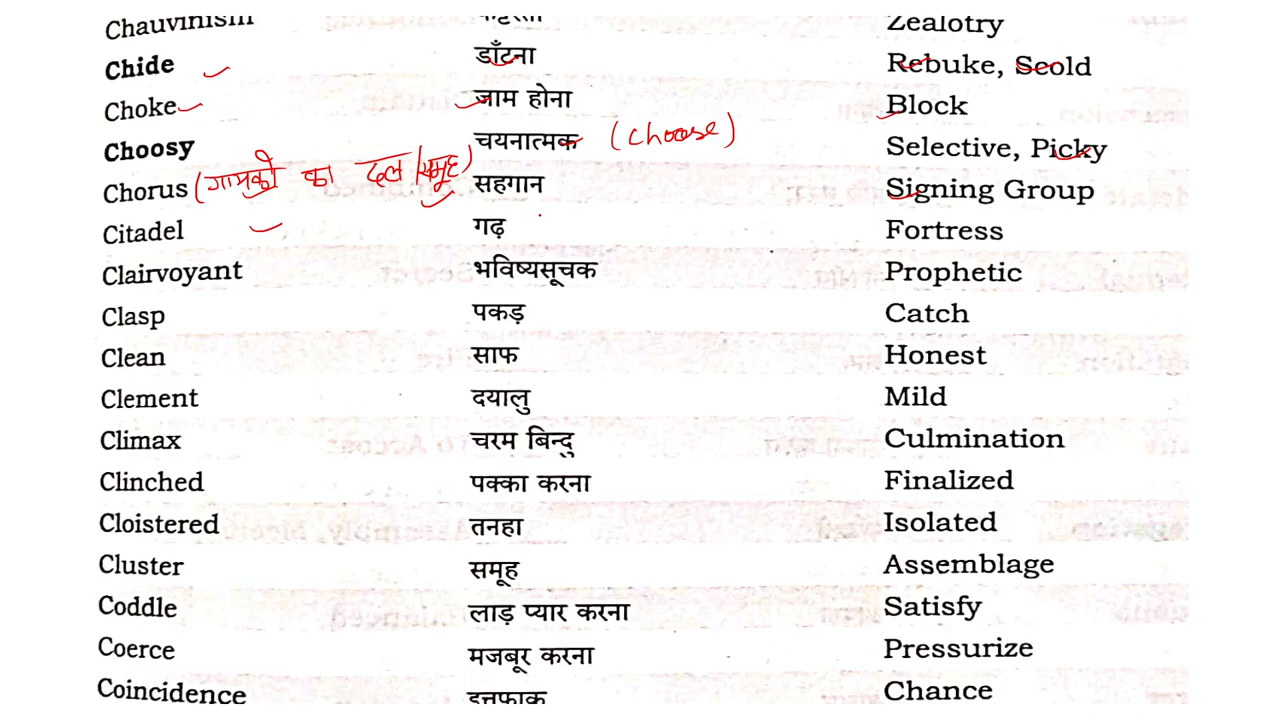 Chauvinism Zealotry
Chide डाँटना Rebuke, Scold
Choke जाम होना Block
Choosy चयनात्मक (choose) Selective, Picky
Chorus (गायकों का दल/समूह) सहगान Signing Group
Citadel गढ़ Fortress
Clairvoyant भविष्यसूचक Prophetic
Clasp पकड़ Catch
Clean साफ Honest
Clement दयालु Mild
Climax चरम बिन्दु Culmination
Clinched पक्का करना Finalized
Cloistered तनहा Isolated
Cluster समूह Assemblage
Coddle लाड़ प्यार करना Satisfy
Coerce मजबूर करना Pressurize
Coincidence इत्तफाक Chance